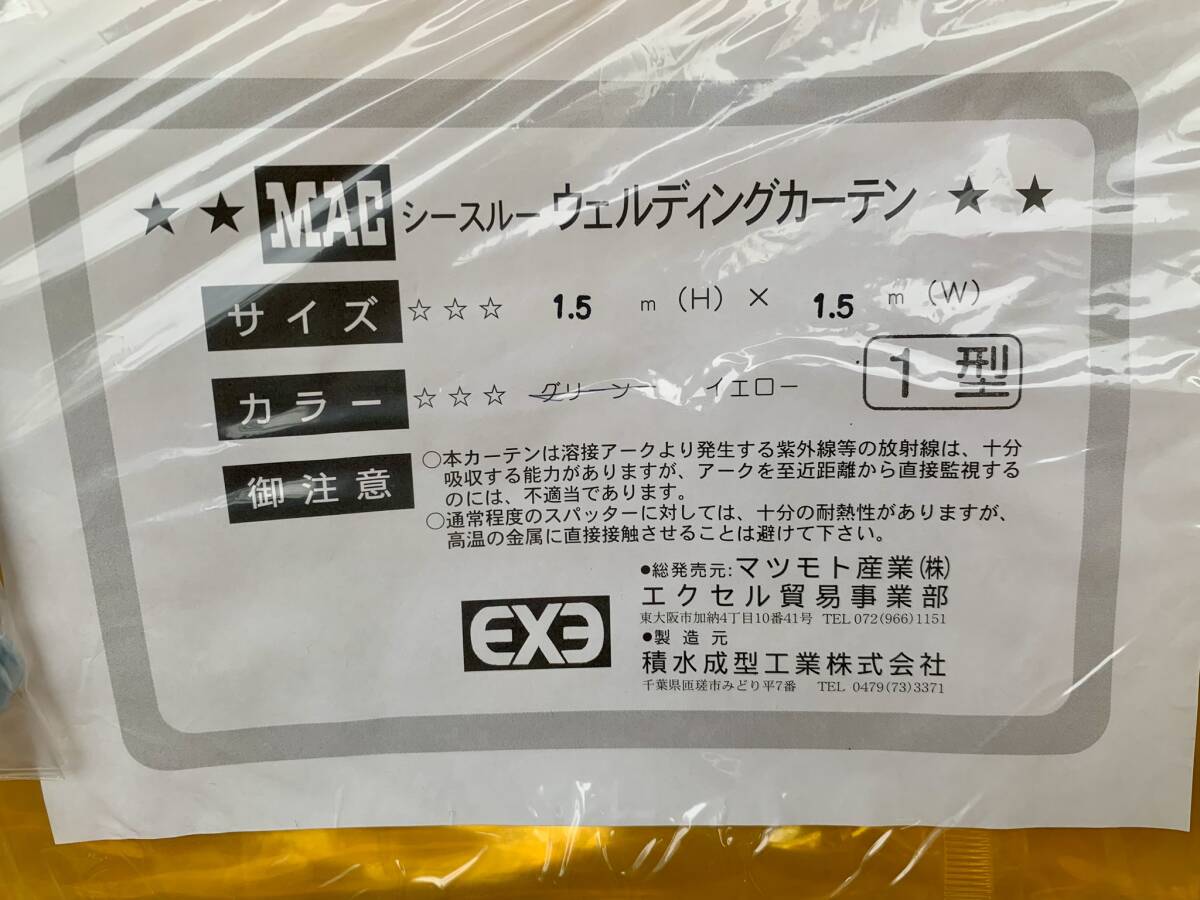 ★ ★ MAC シースルー ウェルディングカーテン ★ ★
サイズ ☆☆☆ 1.5 m (H) × 1.5 m (W)
カラー ☆☆☆ グリーン イエロー 1型
御注意 ○本カーテンは溶接アークより発生する紫外線等の放射線は、十分
吸収する能力がありますが、アークを至近距離から直接監視する
のには、不適当であります。
○通常程度のスパッターに対しては、十分の耐熱性がありますが、
高温の金属に直接接触させることは避けて下さい。
●総発売元:マツモト産業(株)
エクセル貿易事業部
東大阪市加納4丁目10番41号 TEL 072(966)1151
EXE
●製造元
積水成型工業株式会社
千葉県匝瑳市みどり平7番 TEL 0479(73)3371